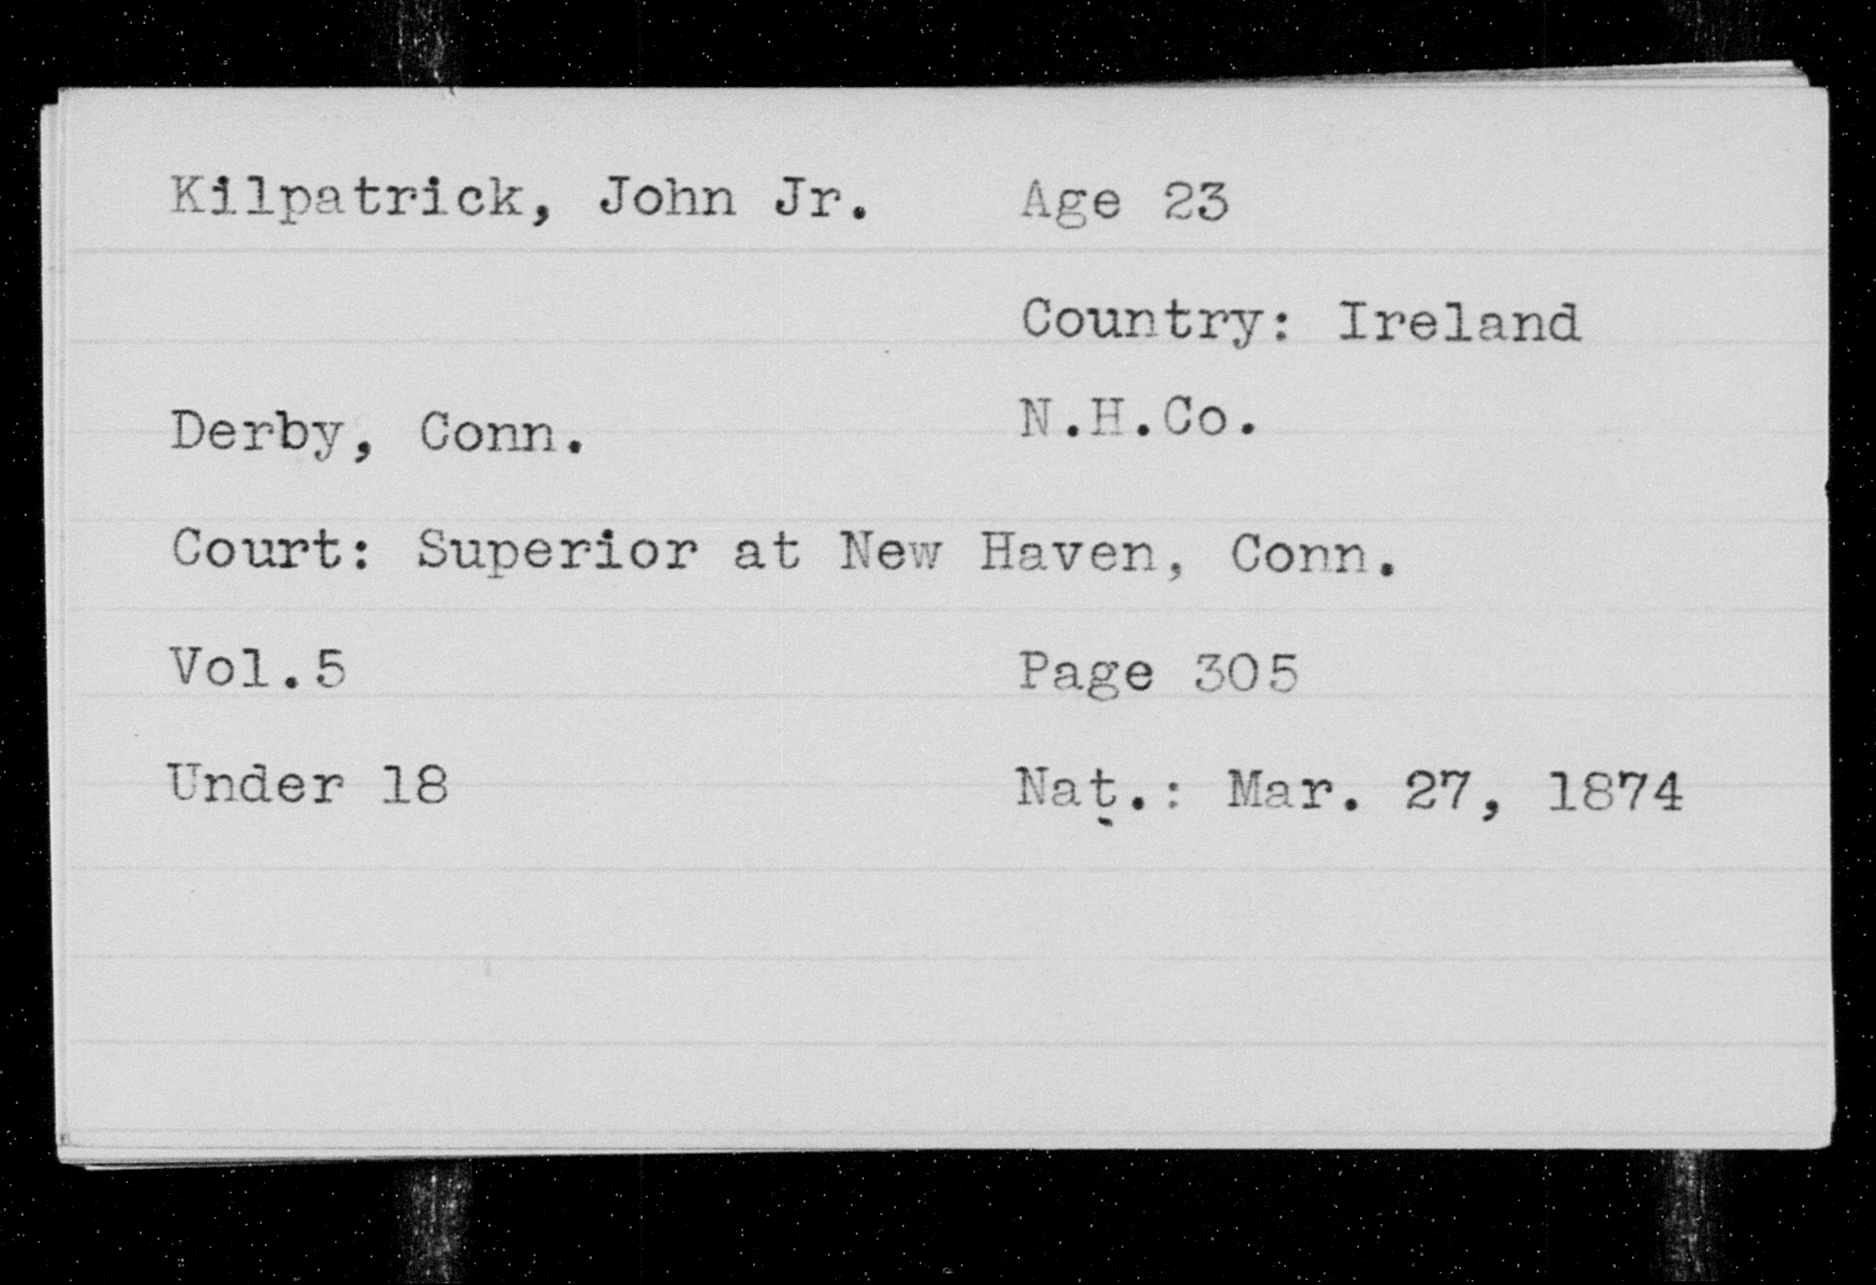 Kilpatrick, John Jr. Age 23
Country: Ireland
Derby, Conn. N.H.Co.
Court: Superior at New Haven, Conn.
Vol.5 Page 305
Under 18 Nat.: Mar. 27, 1874